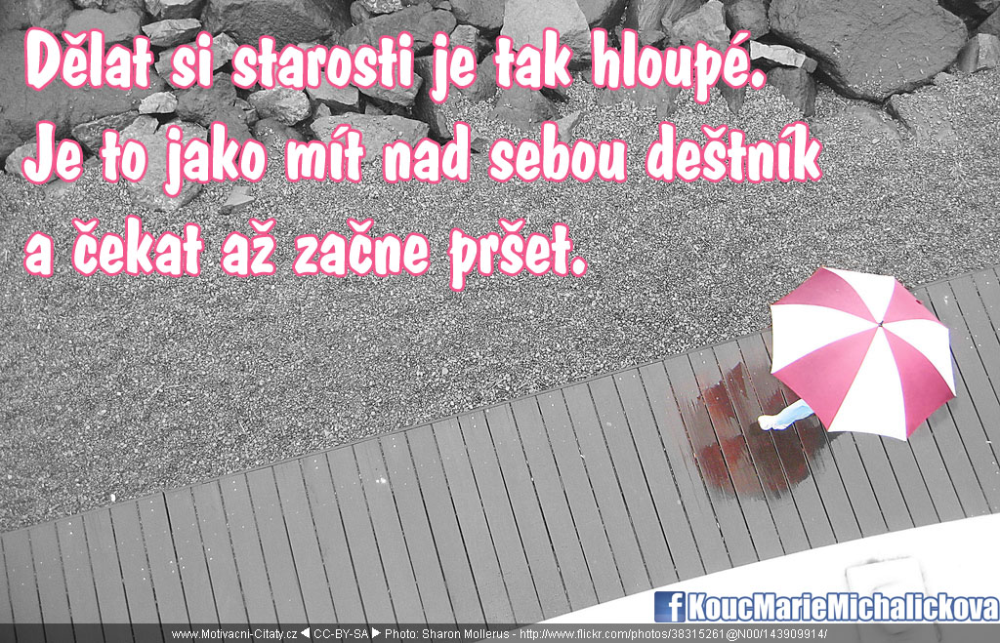 Dělat si starosti je tak hloupé.
Je to jako mít nad sebou deštník
a čekat až začne pršet.
KoucMarieMichalickova
www.Motivacni-Citaty.cz ◄ CC-BY-SA ► Photo: Sharon Mollerus - http://www.flickr.com/photos/38315261@N00/143909914/